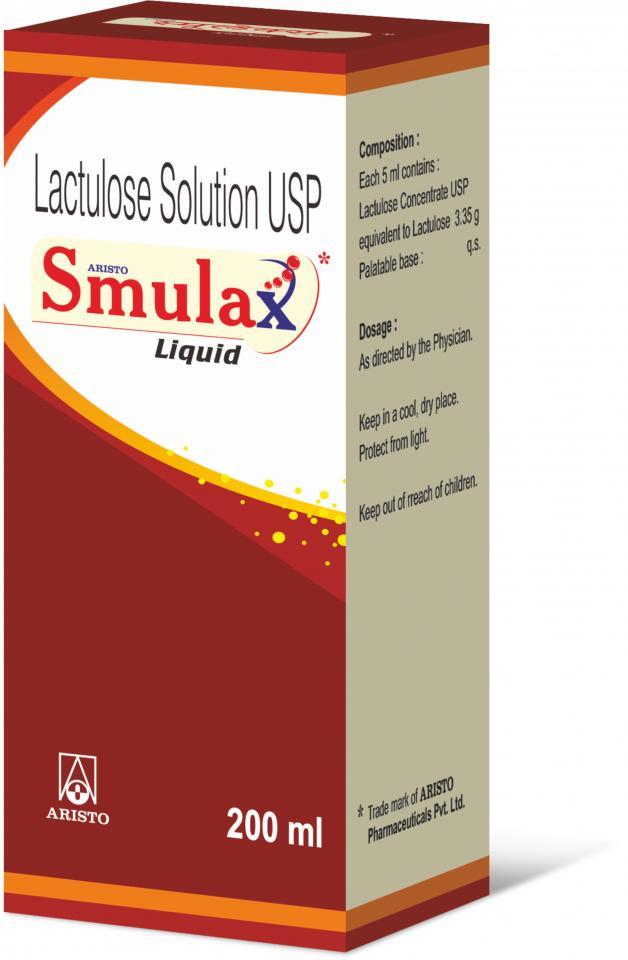 Lactulose Solution USP
ARISTO
Smulax*
Liquid
ARISTO
200 ml
Composition :
Each 5 ml contains :
Lactulose Concentrate USP
equivalent to Lactulose 3.35 g
Palatable base : q.s.
Dosage :
As directed by the Physician.
Keep in a cool, dry place.
Protect from light.
Keep out of rreach of children.
* Trade mark of ARISTO
Pharmaceuticals Pvt. Ltd.